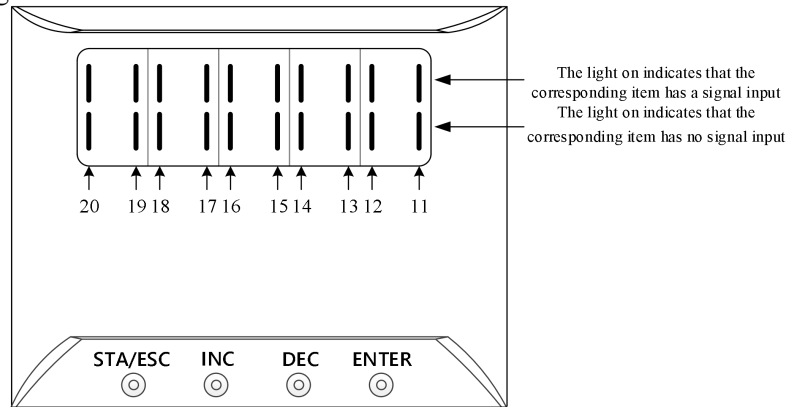 The light on indicates that the
corresponding item has a signal input
The light on indicates that the
corresponding item has no signal input
20 19 18 17 16 15 14 13 12 11
STA/ESC INC DEC ENTER